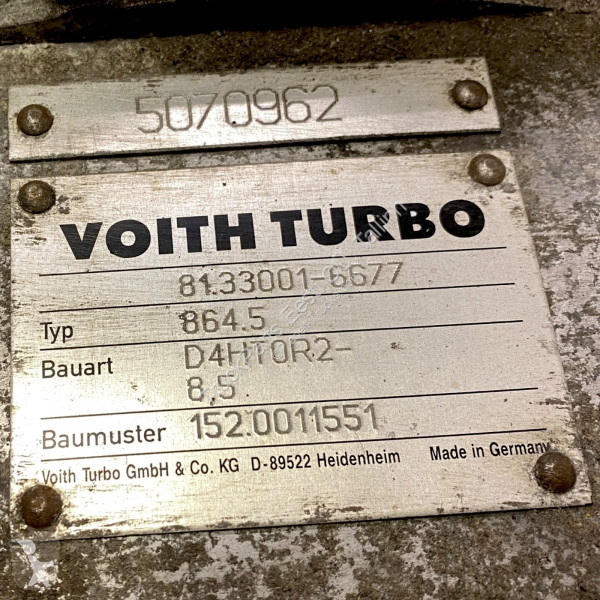 5070962
VOITH TURBO
81.33001-6677
Typ 864.5
Bauart D4HTOR2-
8,5
Baumuster 152.0011551
Voith Turbo GmbH & Co. KG D-89522 Heidenheim Made in Germany